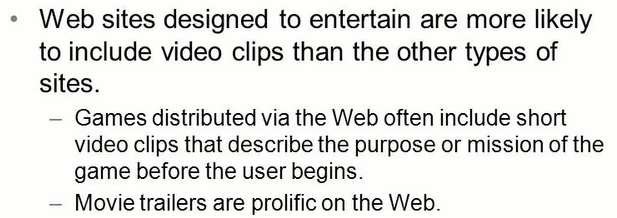 • Web sites designed to entertain are more likely
to include video clips than the other types of
sites.
– Games distributed via the Web often include short
video clips that describe the purpose or mission of the
game before the user begins.
– Movie trailers are prolific on the Web.